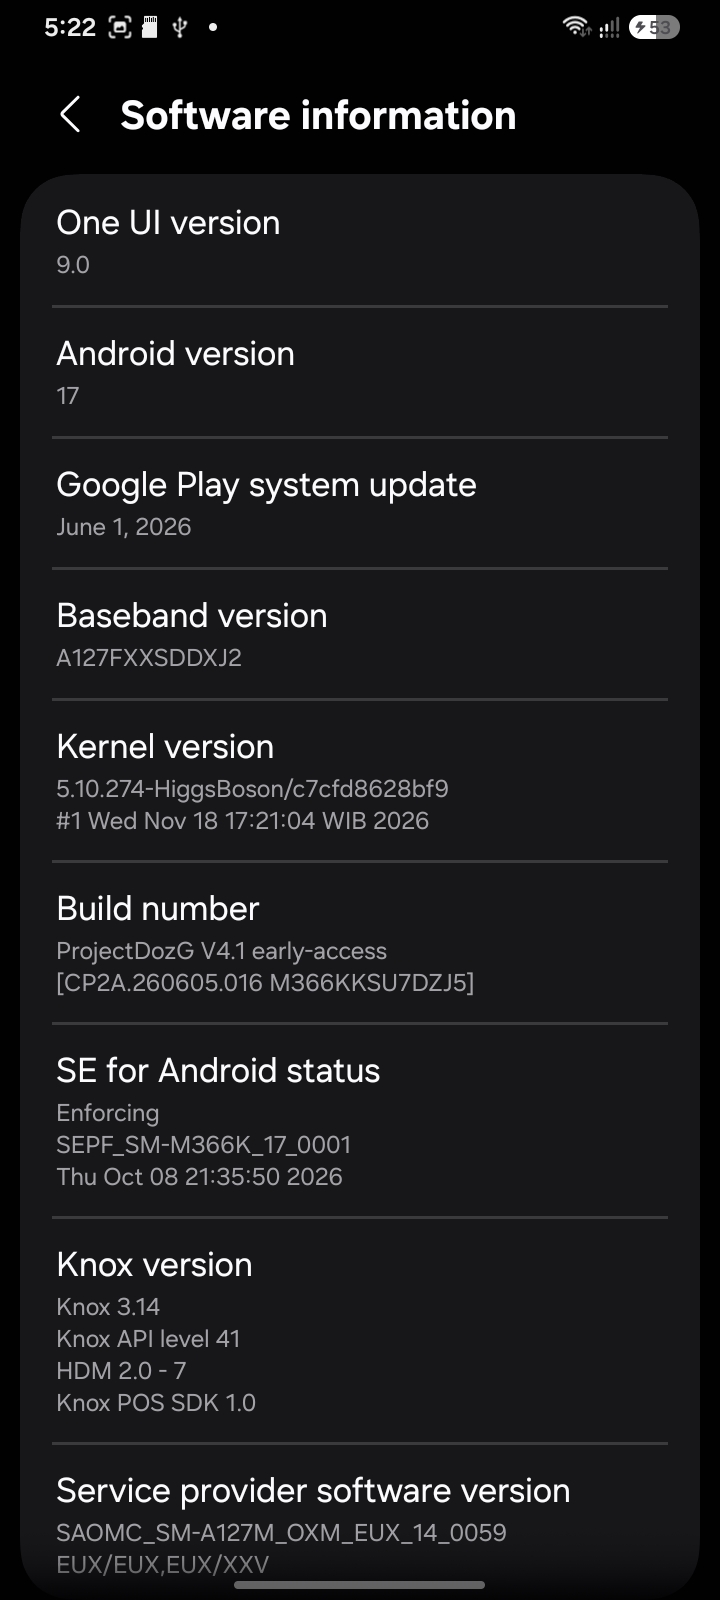 5:22
53
Software information
One UI version
9.0
Android version
17
Google Play system update
June 1, 2026
Baseband version
A127FXXSDDXJ2
Kernel version
5.10.274-HiggsBoson/c7cfd8628bf9
#1 Wed Nov 18 17:21:04 WIB 2026
Build number
ProjectDozG V4.1 early-access
[CP2A.260605.016 M366KKSU7DZJ5]
SE for Android status
Enforcing
SEPF_SM-M366K_17_0001
Thu Oct 08 21:35:50 2026
Knox version
Knox 3.14
Knox API level 41
HDM 2.0 - 7
Knox POS SDK 1.0
Service provider software version
SAOMC_SM-A127M_OXM_EUX_14_0059
EUX/EUX,EUX/XXV